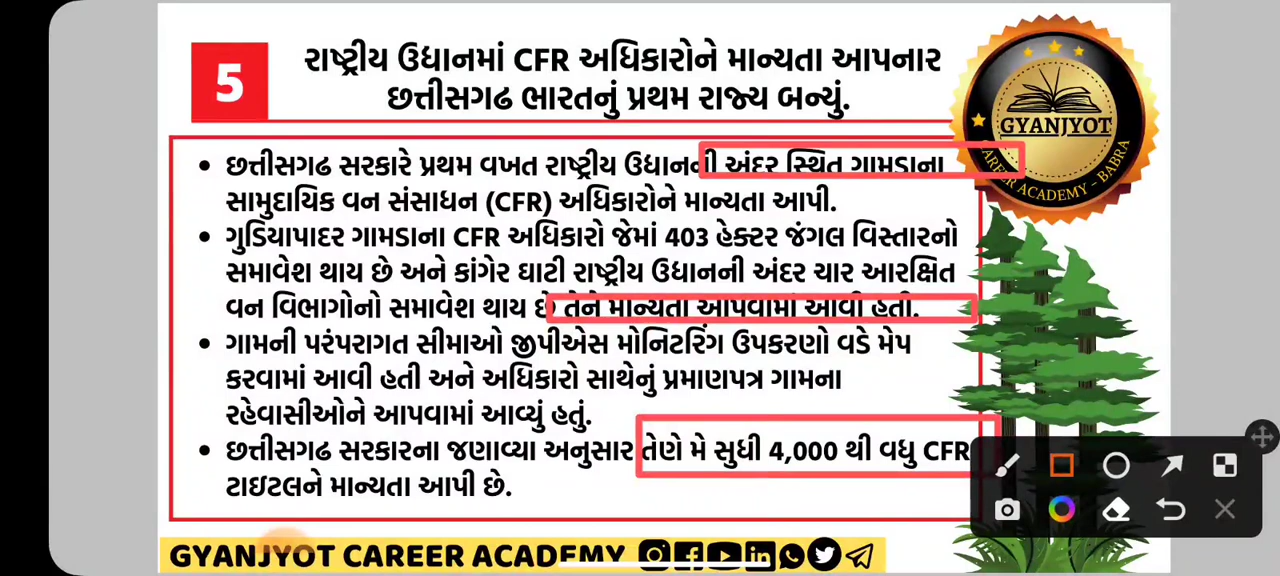 5
રાષ્ટ્રીય ઉદ્યાનમાં CFR અધિકારોને માન્યતા આપનાર
છત્તીસગઢ ભારતનું પ્રથમ રાજ્ય બન્યું.
GYANJYOT
CAREER ACADEMY - BABRA
• છત્તીસગઢ સરકારે પ્રથમ વખત રાષ્ટ્રીય ઉદ્યાનની અંદર સ્થિત ગામડાના
સામુદાયિક વન સંસાધન (CFR) અધિકારોને માન્યતા આપી.
• ગુડિયાપાદર ગામડાના CFR અધિકારો જેમાં 403 હેક્ટર જંગલ વિસ્તારનો
સમાવેશ થાય છે અને કાંગેર ઘાટી રાષ્ટ્રીય ઉદ્યાનની અંદર ચાર આરક્ષિત
વન વિભાગોનો સમાવેશ થાય છે તેને માન્યતા આપવામાં આવી હતી.
• ગામની પરંપરાગત સીમાઓ જીપીએસ મોનિટરિંગ ઉપકરણો વડે મેપ
કરવામાં આવી હતી અને અધિકારો સાથેનું પ્રમાણપત્ર ગામના
રહેવાસીઓને આપવામાં આવ્યું હતું.
• છત્તીસગઢ સરકારના જણાવ્યા અનુસાર તેણે મે સુધી 4,000 થી વધુ CFR
ટાઇટલને માન્યતા આપી છે.
GYANJYOT CAREER ACADEMY